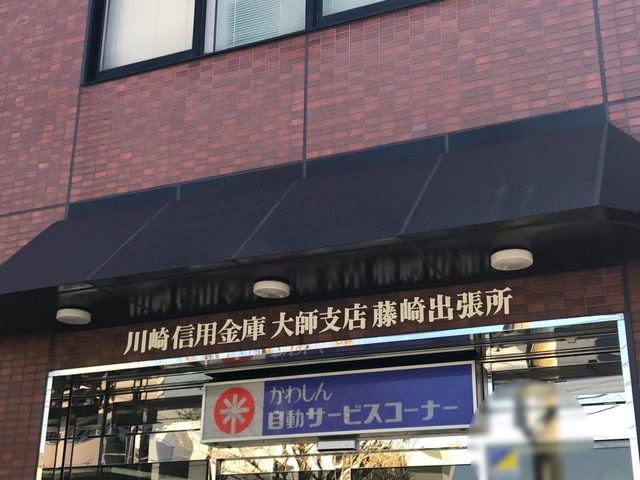 川崎信用金庫 大師支店 藤崎出張所
かわしん
自動サービスコーナー